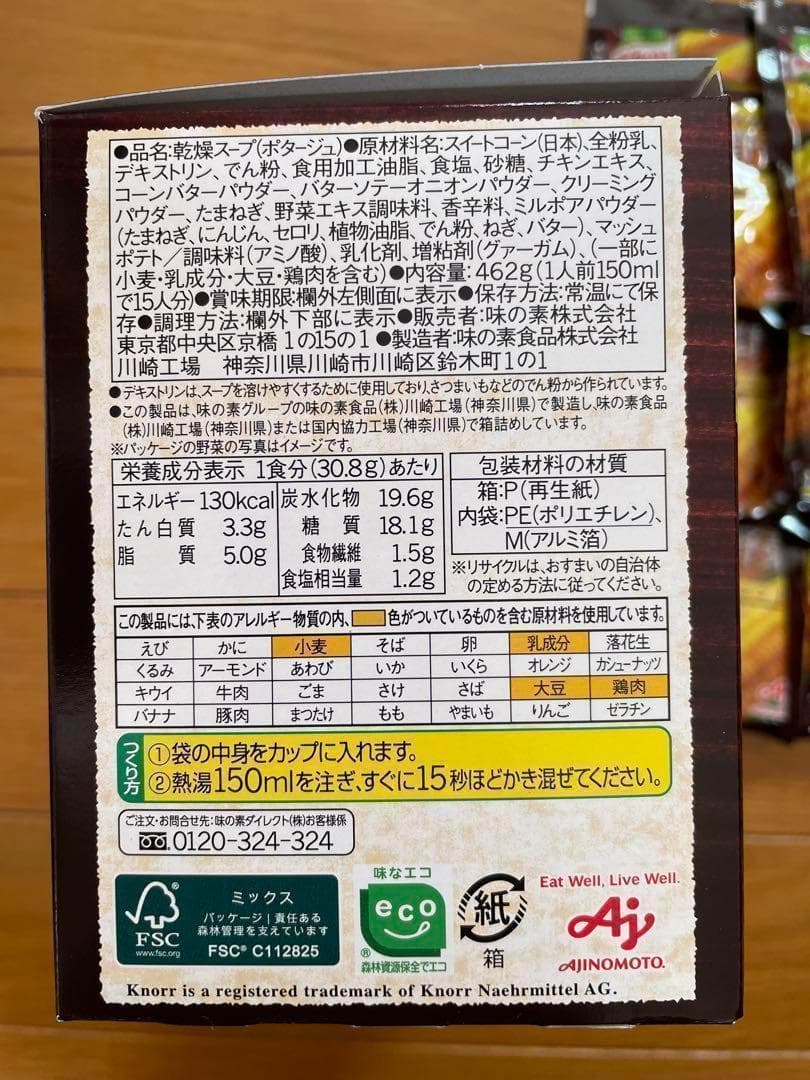 ●品名:乾燥スープ(ポタージュ)●原材料名:スイートコーン(日本)、全粉乳、
デキストリン、でん粉、食用加工油脂、食塩、砂糖、チキンエキス、
コーンバターパウダー、バターソテーオニオンパウダー、クリーミング
パウダー、たまねぎ、野菜エキス調味料、香辛料、ミルポアパウダー
(たまねぎ、にんじん、セロリ、植物油脂、でん粉、ねぎ、バター)、マッシュ
ポテト/調味料(アミノ酸)、乳化剤、増粘剤(グァーガム)、(一部に
小麦・乳成分・大豆・鶏肉を含む)●内容量:462g(1人前150ml
で15人分)●賞味期限:欄外左側面に表示●保存方法:常温にて保
存●調理方法:欄外下部に表示●販売者:味の素株式会社
東京都中央区京橋1の15の1●製造者:味の素食品株式会社
川崎工場 神奈川県川崎市川崎区鈴木町1の1
●デキストリンは、スープを溶けやすくするために使用しており、さつまいもなどのでん粉から作られています。
●この製品は、味の素グループの味の素食品(株)川崎工場(神奈川県)で製造し、味の素食品
(株)川崎工場(神奈川県)または国内協力工場(神奈川県)で箱詰めしています。
※パッケージの野菜の写真はイメージです。
栄養成分表示 1食分(30.8g)あたり
エネルギー 130kcal 炭水化物 19.6g
たん白質 3.3g 糖質 18.1g
脂質 5.0g 食物繊維 1.5g
食塩相当量 1.2g
包装材料の材質
箱:P(再生紙)
内袋:PE(ポリエチレン)、
M(アルミ箔)
※リサイクルは、おすまいの自治体
の定める方法に従ってください。
この製品には、下表のアレルギー物質の内、色がついているものを含む原材料を使用しています。
えび かに 小麦 そば 卵 乳成分 落花生
くるみ アーモンド あわび いか いくら オレンジ カシューナッツ
キウイ 牛肉 ごま さけ さば 大豆 鶏肉
バナナ 豚肉 まつたけ もも やまいも りんご ゼラチン
つくり方
①袋の中身をカップに入れます。
②熱湯150mlを注ぎ、すぐに15秒ほどかき混ぜてください。
ご注文・お問合せ先:味の素ダイレクト(株)お客様係
0120-324-324
FSC
www.fsc.org
ミックス
パッケージ|責任ある
森林管理を支えています
FSC® C112825
味なエコ
eco
®
森林資源保全でエコ
紙
箱
Eat Well, Live Well.
Aj
AJINOMOTO.
Knorr is a registered trademark of Knorr Naehrmittel AG.